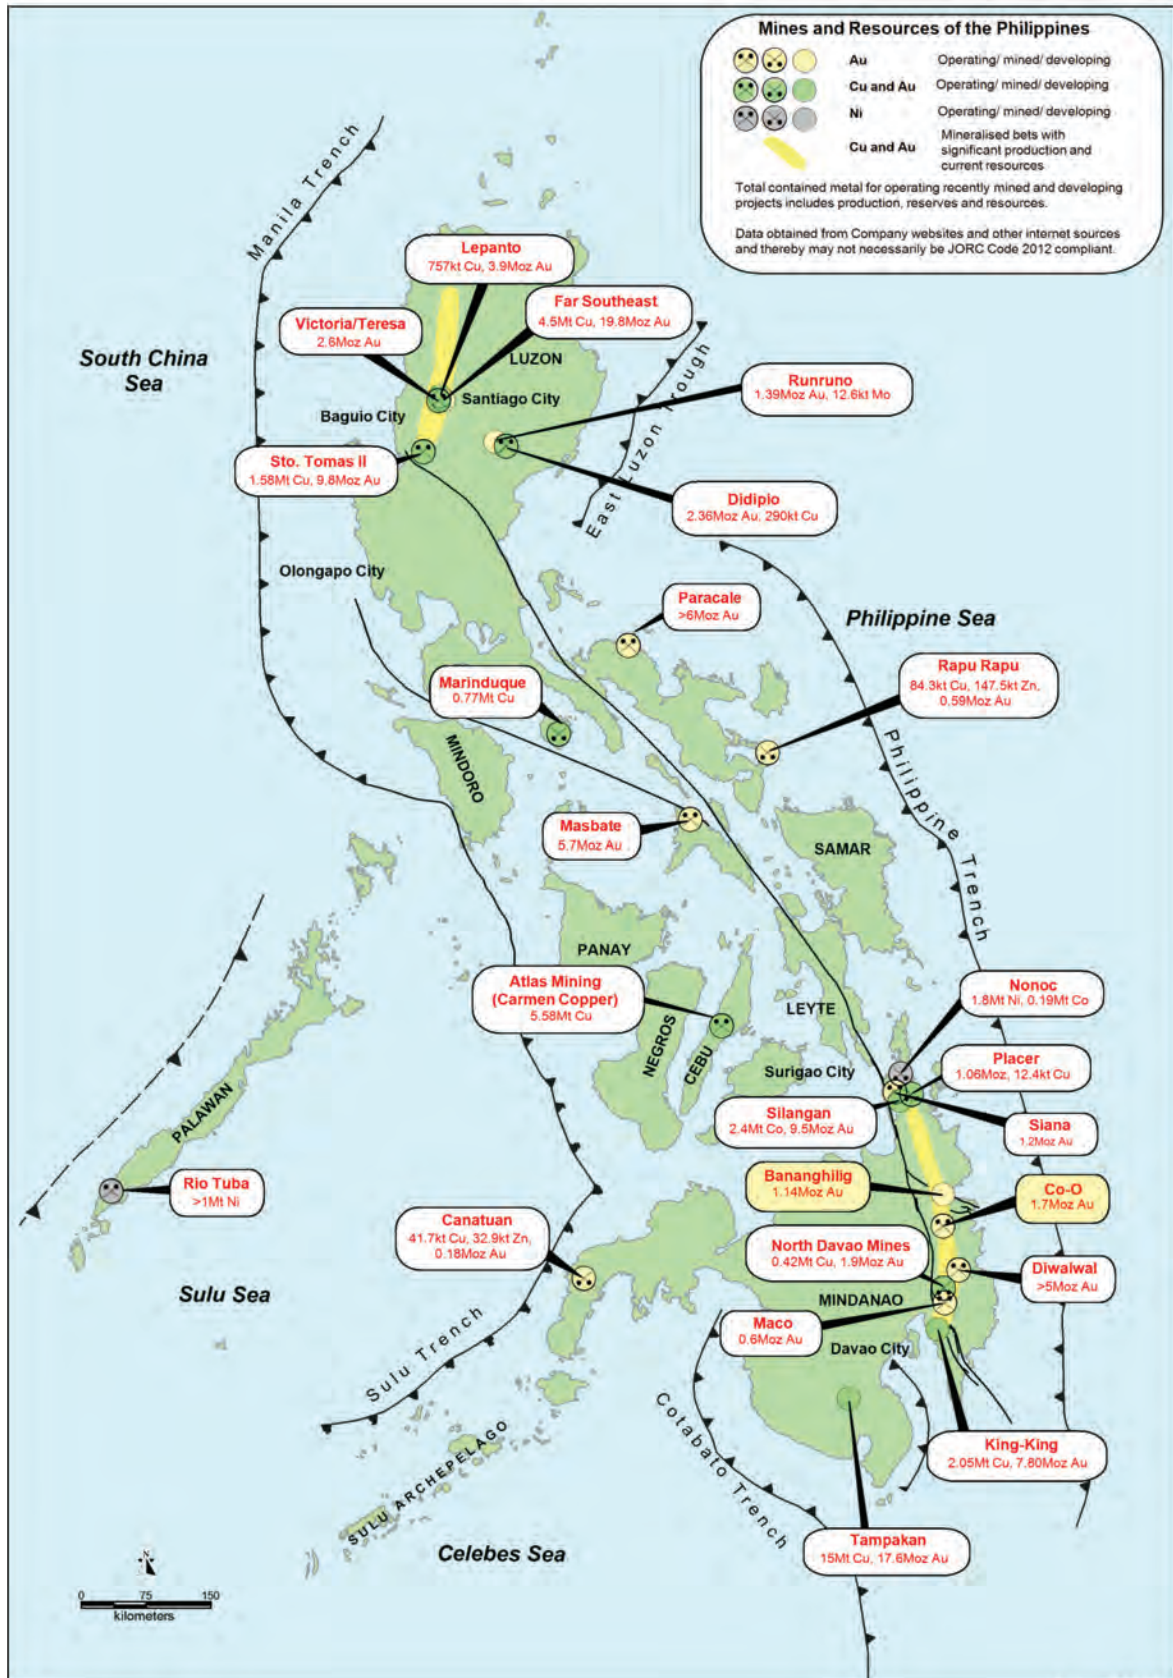 Mines and Resources of the Philippines
Au Operating/ mined/ developing
Cu and Au Operating/ mined/ developing
Ni Operating/ mined/ developing
Cu and Au Mineralised bets with
significant production and
current resources
Total contained metal for operating recently mined and developing
projects includes production, reserves and resources.
Data obtained from Company websites and other internet sources
and thereby may not necessarily be JORC Code 2012 compliant.
Manila Trench
Lepanto
757kt Cu, 3.9Moz Au
Far Southeast
4.5Mt Cu, 19.8Moz Au
Victoria/Teresa
2.6Moz Au
South China
Sea
LUZON
East Luzon Trough
Runruno
1.39Moz Au, 12.6kt Mo
Santiago City
Baguio City
Sto. Tomas II
1.58Mt Cu, 9.8Moz Au
Didipio
2.36Moz Au, 290kt Cu
Olongapo City
Paracale
>6Moz Au
Philippine Sea
Rapu Rapu
84.3kt Cu, 147.5kt Zn,
0.59Moz Au
Marinduque
0.77Mt Cu
MINDORO
Philippine Trench
Masbate
5.7Moz Au
SAMAR
PANAY
Atlas Mining
(Carmen Copper)
5.58Mt Cu
LEYTE
Nonoc
1.8Mt Ni, 0.19Mt Co
NEGROS
CEBU
Surigao City
Placer
1.06Moz, 12.4kt Cu
Silangan
2.4Mt Co, 9.5Moz Au
Siana
1.2Moz Au
PALAWAN
Rio Tuba
>1Mt Ni
Bananghilig
1.14Moz Au
Co-O
1.7Moz Au
Canatuan
41.7kt Cu, 32.9kt Zn,
0.18Moz Au
North Davao Mines
0.42Mt Cu, 1.9Moz Au
Diwalwal
>5Moz Au
Sulu Sea
MINDANAO
Maco
0.6Moz Au
Davao City
Sulu Trench
Cotabato Trench
King-King
2.05Mt Cu, 7.80Moz Au
SULU ARCHEPELAGO
Tampakan
15Mt Cu, 17.6Moz Au
Celebes Sea
N
0 75 150
kilometers